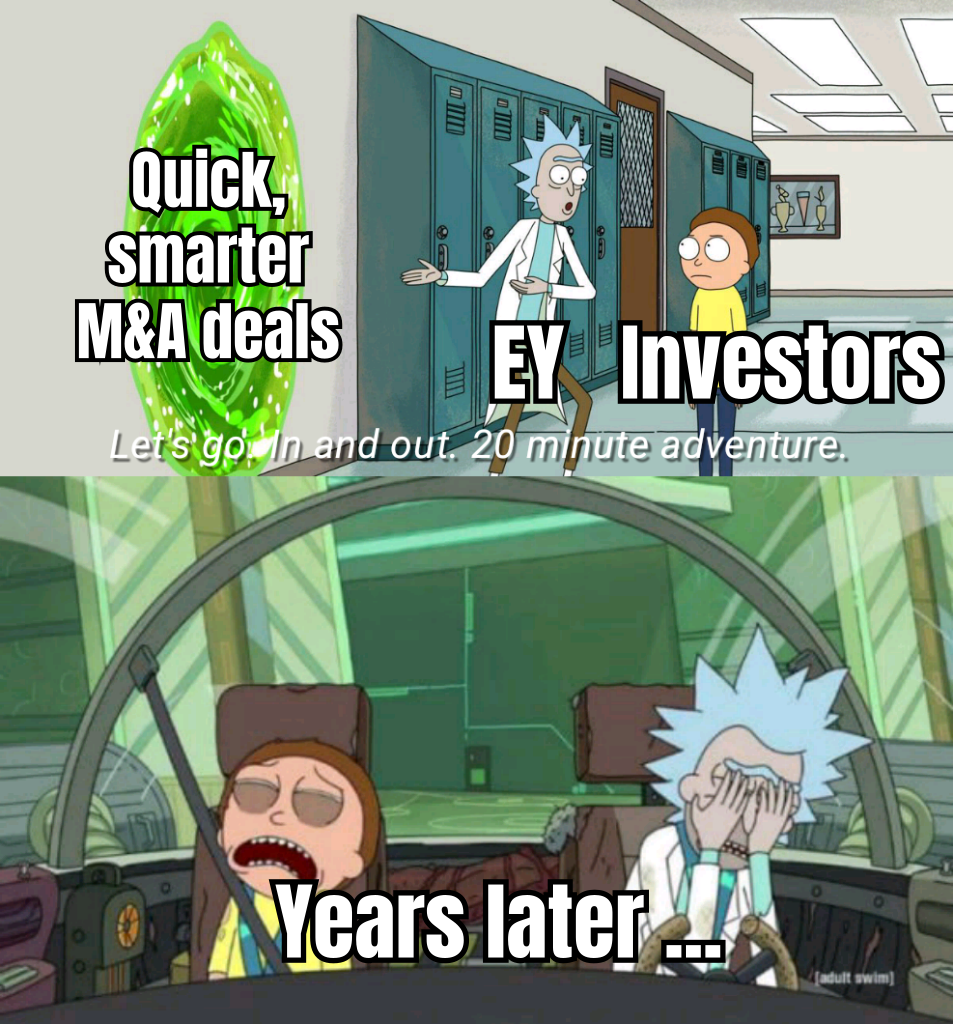 Quick,
smarter
M&A deals
EY Investors
Let's go. In and out. 20 minute adventure.
Years later ...
[adult swim]